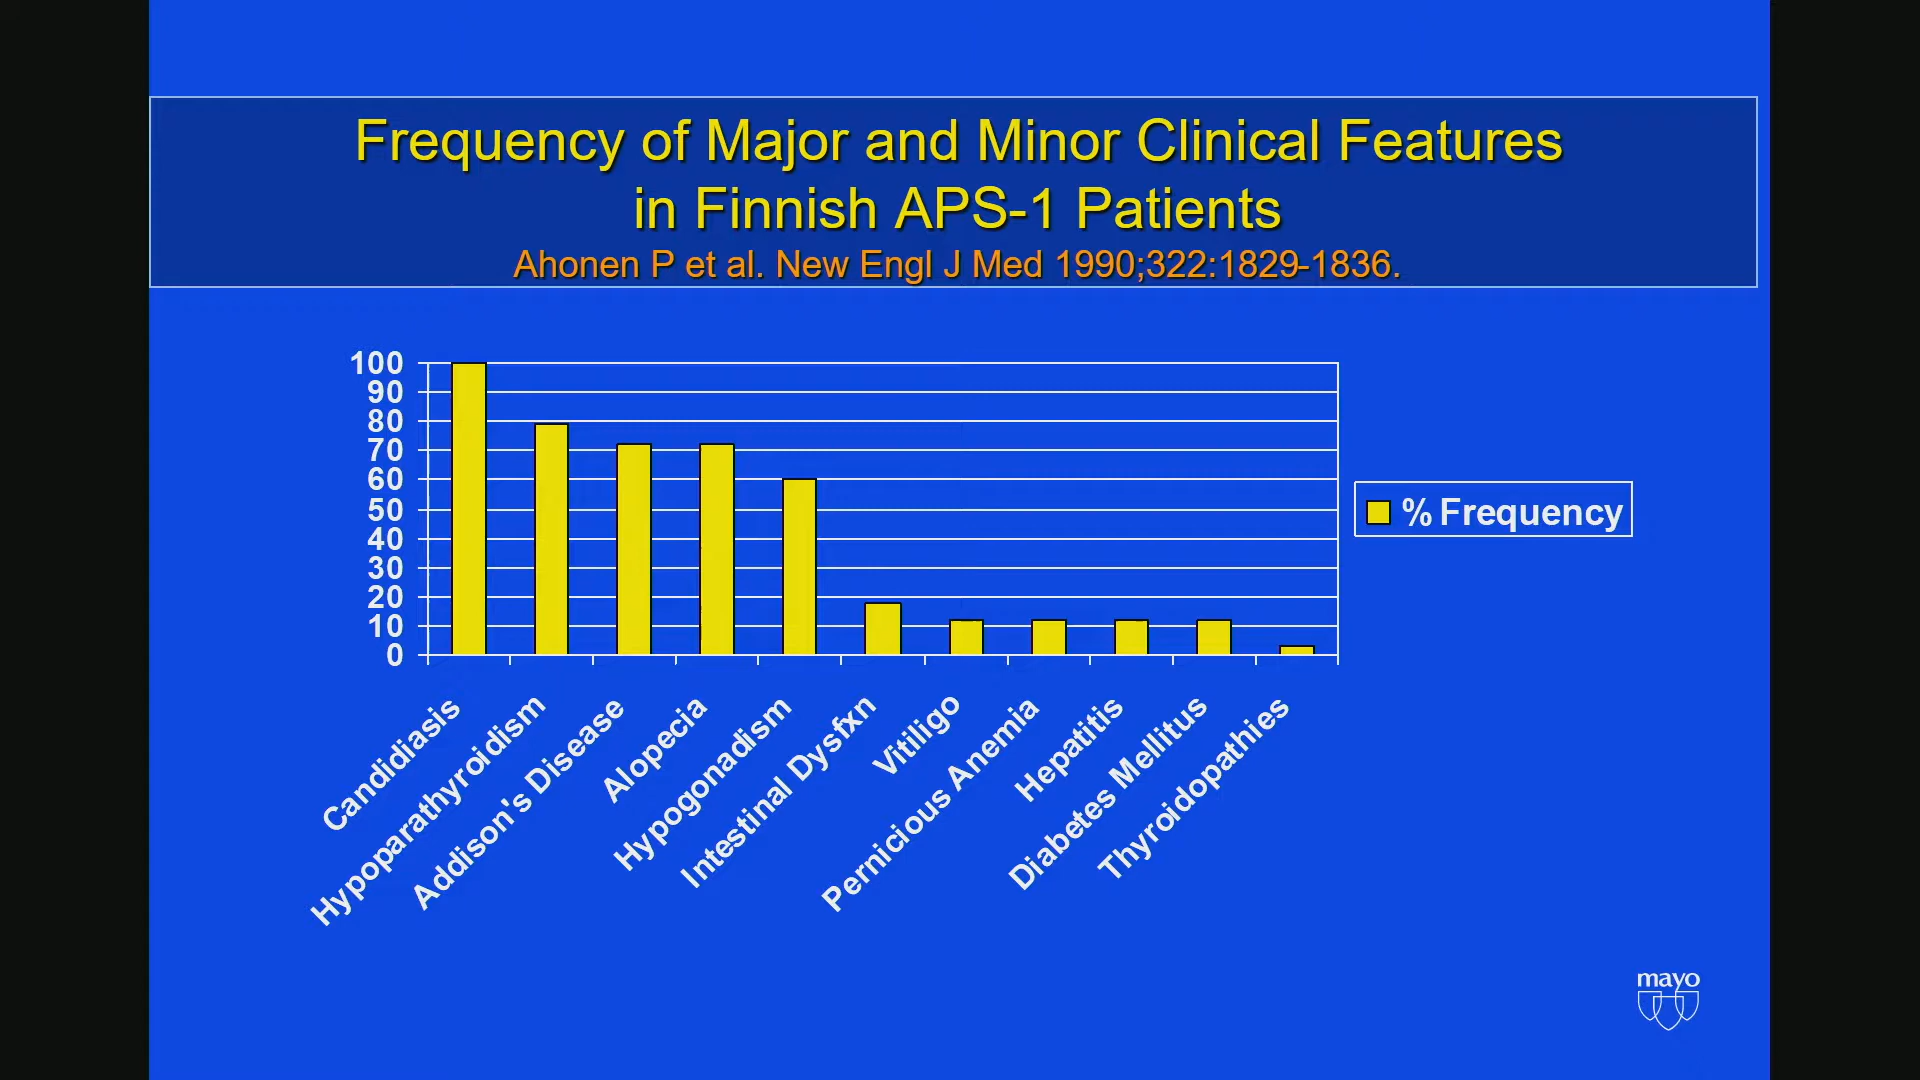 Frequency of Major and Minor Clinical Features
in Finnish APS-1 Patients
Ahonen P et al. New Engl J Med 1990;322:1829-1836.
100
90
80
70
60
50
40
30
20
10
0
% Frequency
Candidiasis
Hypoparathyroidism
Addison's Disease
Alopecia
Hypogonadism
Intestinal Dysfxn
Vitiligo
Pernicious Anemia
Hepatitis
Diabetes Mellitus
Thyroidopathies
mayo